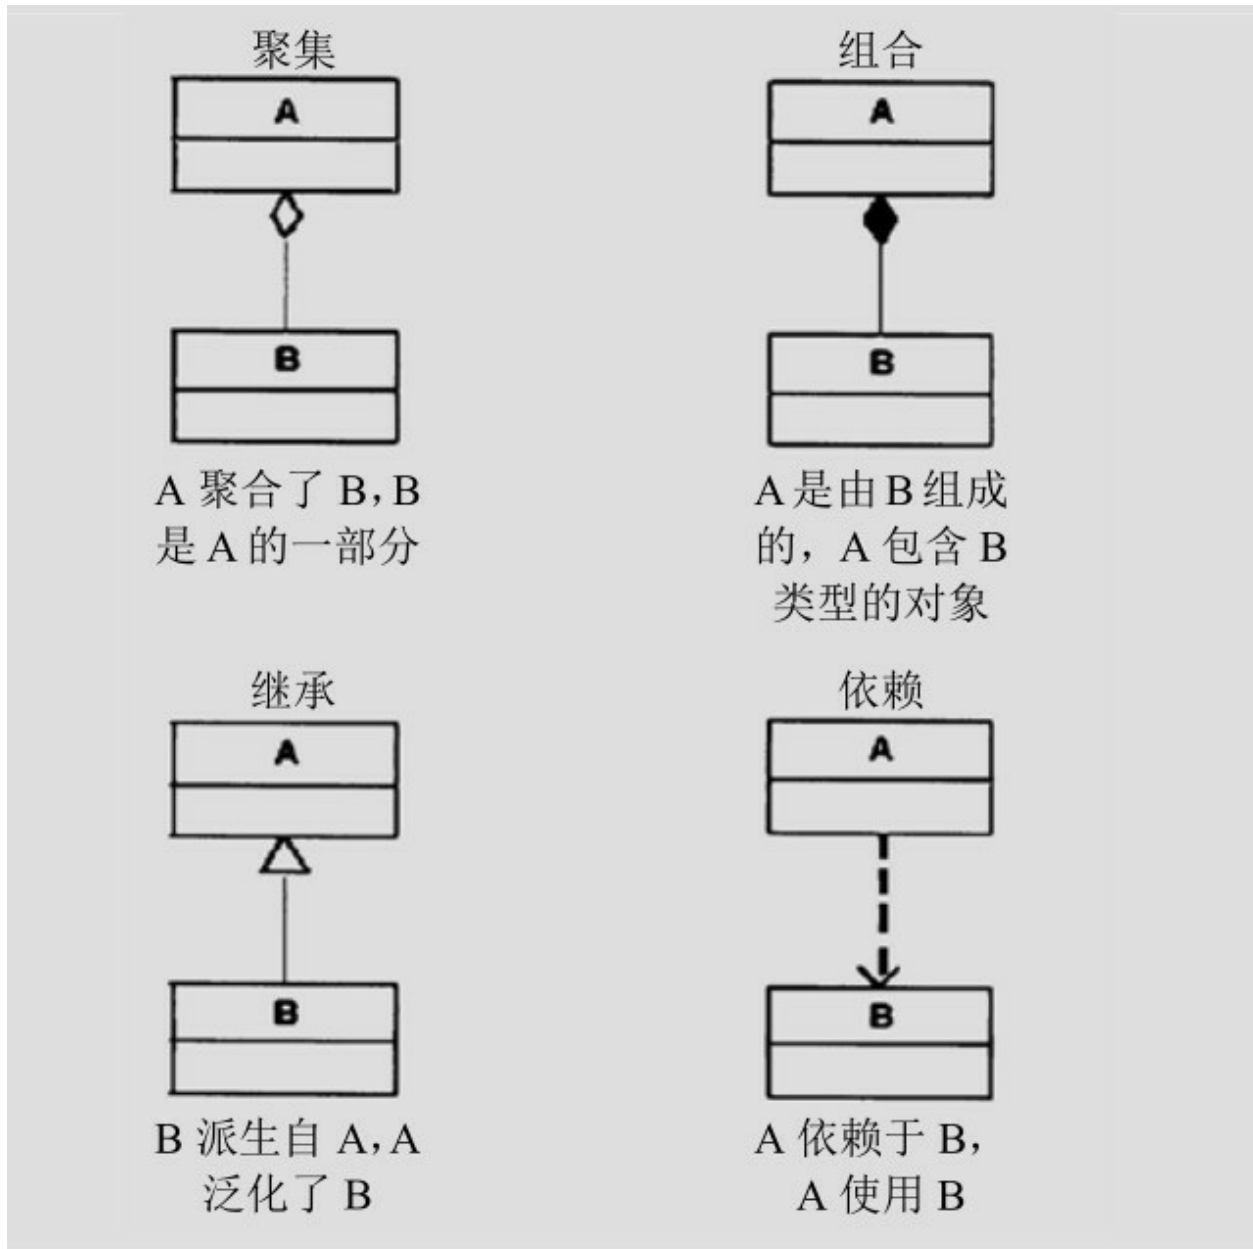 聚集
A
B
A 聚合了 B，B
是 A 的一部分
组合
A
B
A 是由 B 组成
的，A 包含 B
类型的对象
继承
A
B
B 派生自 A，A
泛化了 B
依赖
A
B
A 依赖于 B，
A 使用 B